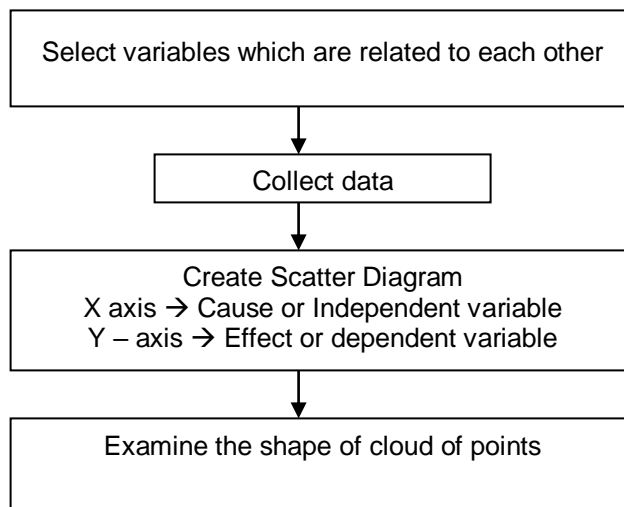 Select variables which are related to each other
Collect data
Create Scatter Diagram
X axis → Cause or Independent variable
Y – axis → Effect or dependent variable
Examine the shape of cloud of points